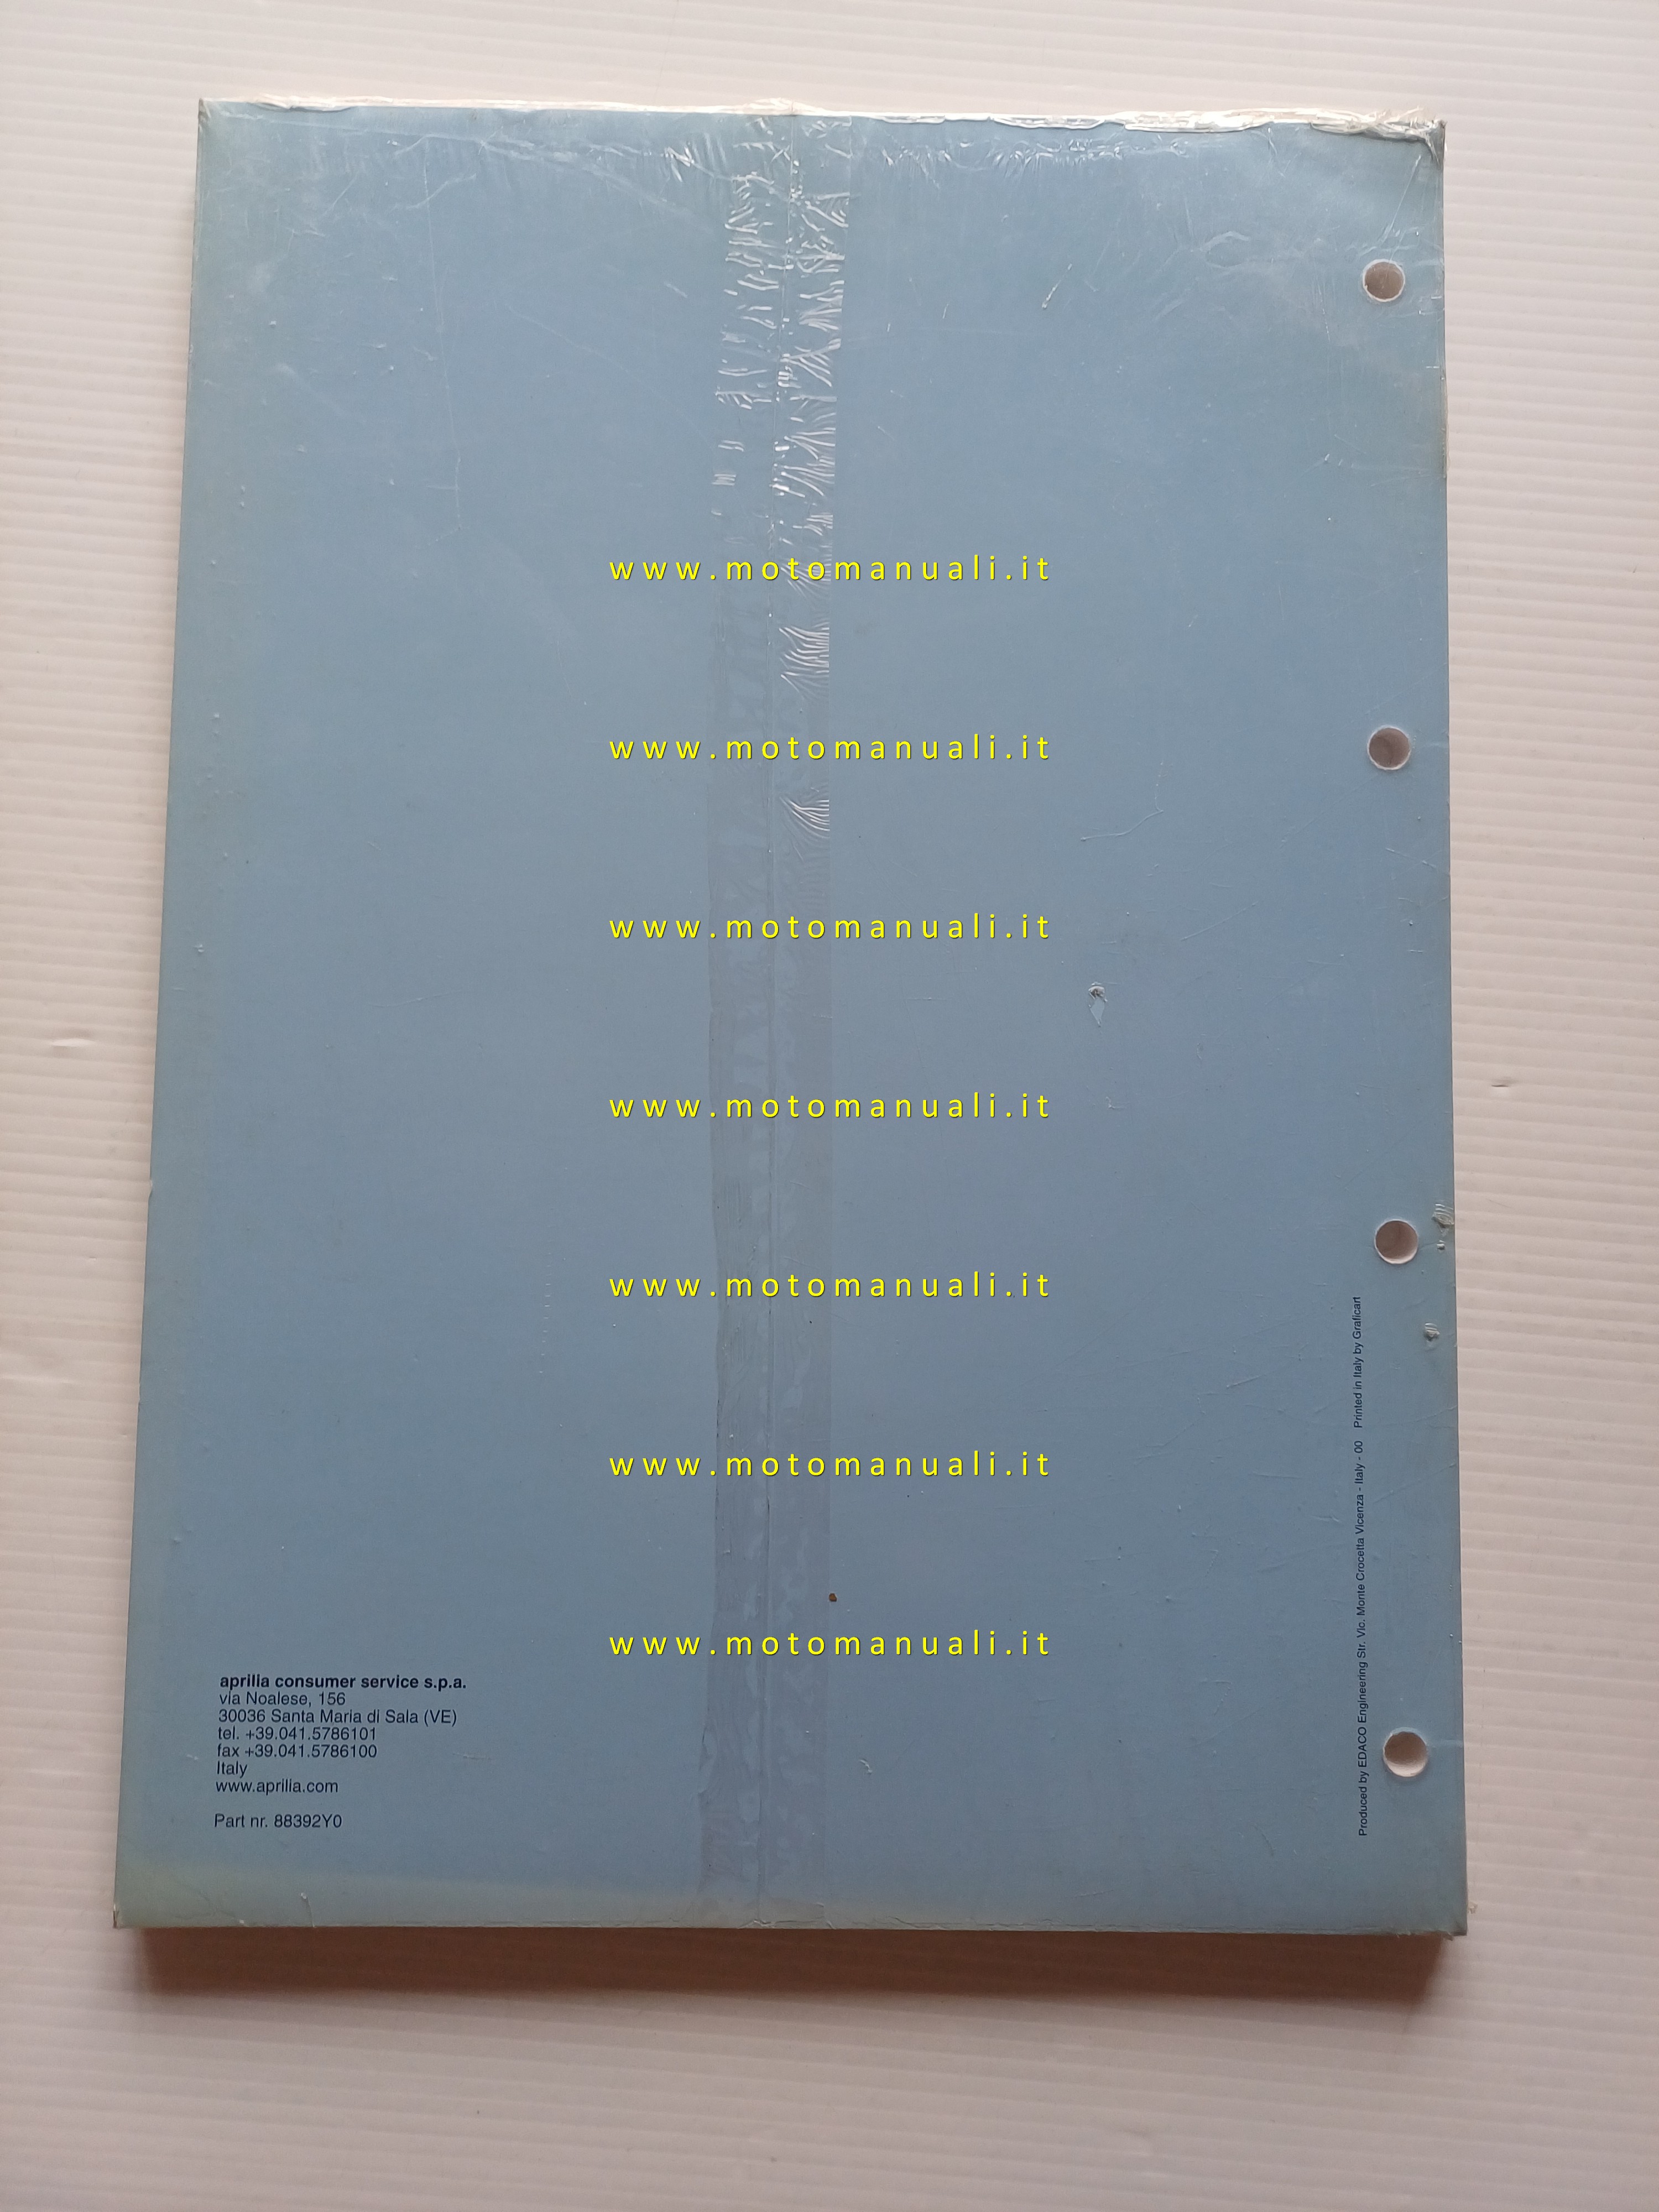 www.motomanuali.it
www.motomanuali.it
www.motomanuali.it
www.motomanuali.it
www.motomanuali.it
www.motomanuali.it
www.motomanuali.it
aprilia consumer service s.p.a.
via Noalese, 156
30036 Santa Maria di Sala (VE)
tel. +39.041.5786101
fax +39.041.5786100
Italy
www.aprilia.com
Part nr. 88392Y0
Produced by EDACO Engineering Str. Vic. Monte Crocetta Vicenza - Italy - 00 Printed in Italy by Graficart